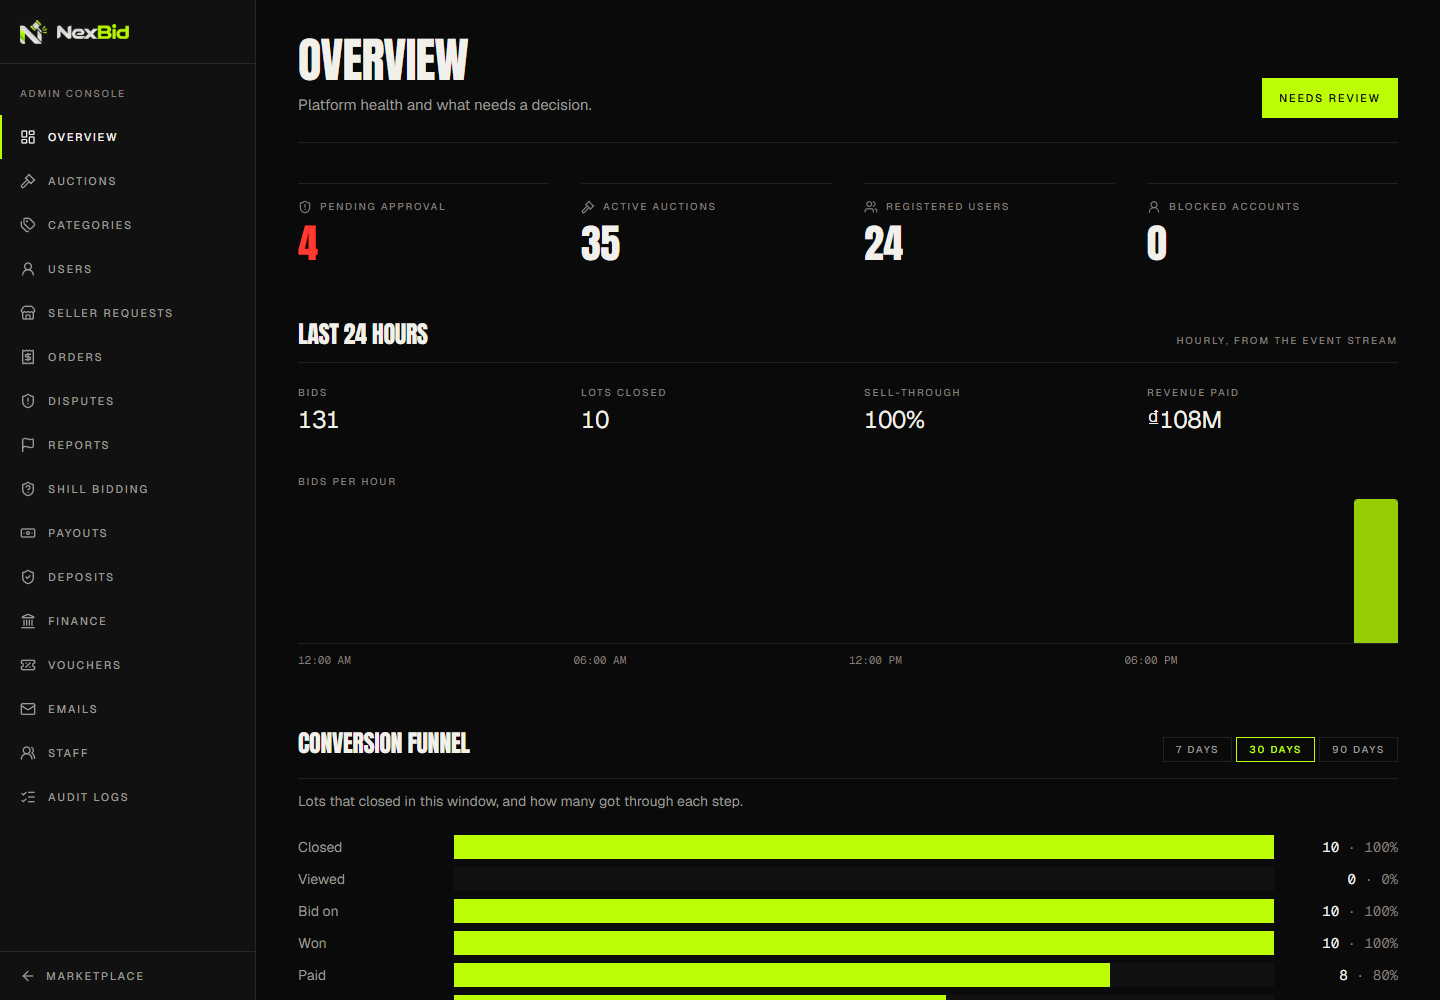 NexBid
ADMIN CONSOLE
OVERVIEW
AUCTIONS
CATEGORIES
USERS
SELLER REQUESTS
ORDERS
DISPUTES
REPORTS
SHILL BIDDING
PAYOUTS
DEPOSITS
FINANCE
VOUCHERS
EMAILS
STAFF
AUDIT LOGS
MARKETPLACE
OVERVIEW
Platform health and what needs a decision.
NEEDS REVIEW
PENDING APPROVAL
4
ACTIVE AUCTIONS
35
REGISTERED USERS
24
BLOCKED ACCOUNTS
0
LAST 24 HOURS
HOURLY, FROM THE EVENT STREAM
BIDS
131
LOTS CLOSED
10
SELL-THROUGH
100%
REVENUE PAID
₫108M
BIDS PER HOUR
12:00 AM 06:00 AM 12:00 PM 06:00 PM
CONVERSION FUNNEL
7 DAYS 30 DAYS 90 DAYS
Lots that closed in this window, and how many got through each step.
Closed 10 · 100%
Viewed 0 · 0%
Bid on 10 · 100%
Won 10 · 100%
Paid 8 · 80%